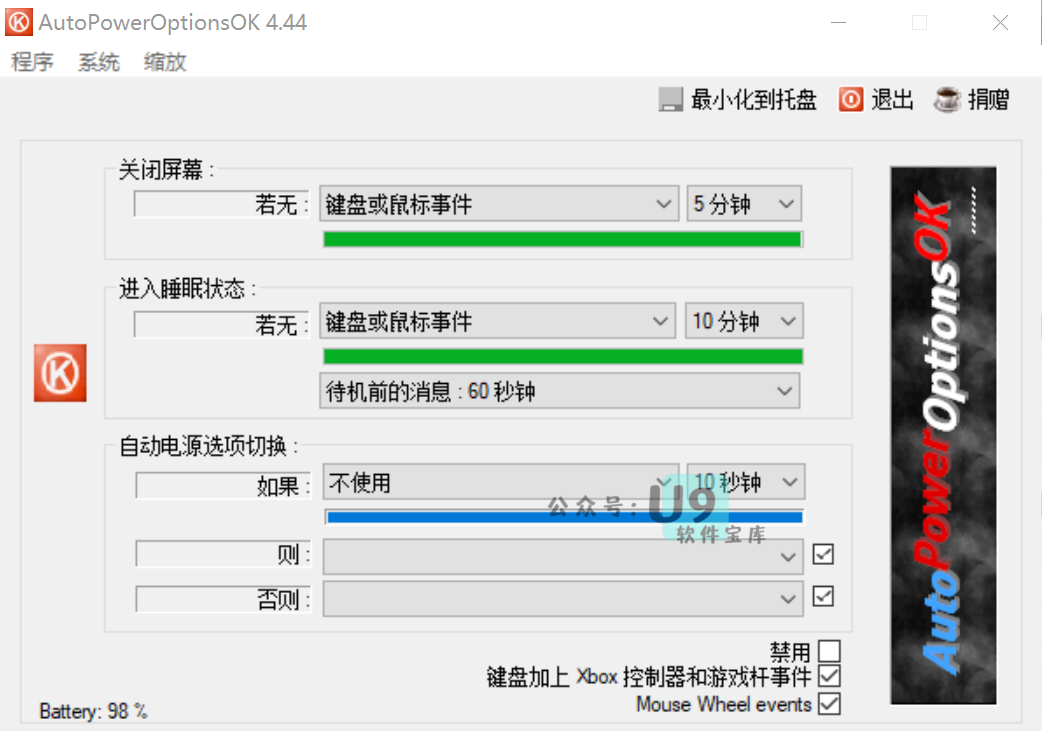 AutoPowerOptionsOK 4.44
程序 系统 缩放
最小化到托盘 退出 捐赠
关闭屏幕 :
若无 : 键盘或鼠标事件 5 分钟
进入睡眠状态 :
若无 : 键盘或鼠标事件 10 分钟
待机前的消息 : 60 秒钟
自动电源选项切换 :
如果 : 不使用 10 秒钟
公众号: U9
软件宝库
则 :
否则 :
禁用
键盘加上 Xbox 控制器和游戏杆事件
Mouse Wheel events
Battery: 98 %
AutoPowerOptionsOK